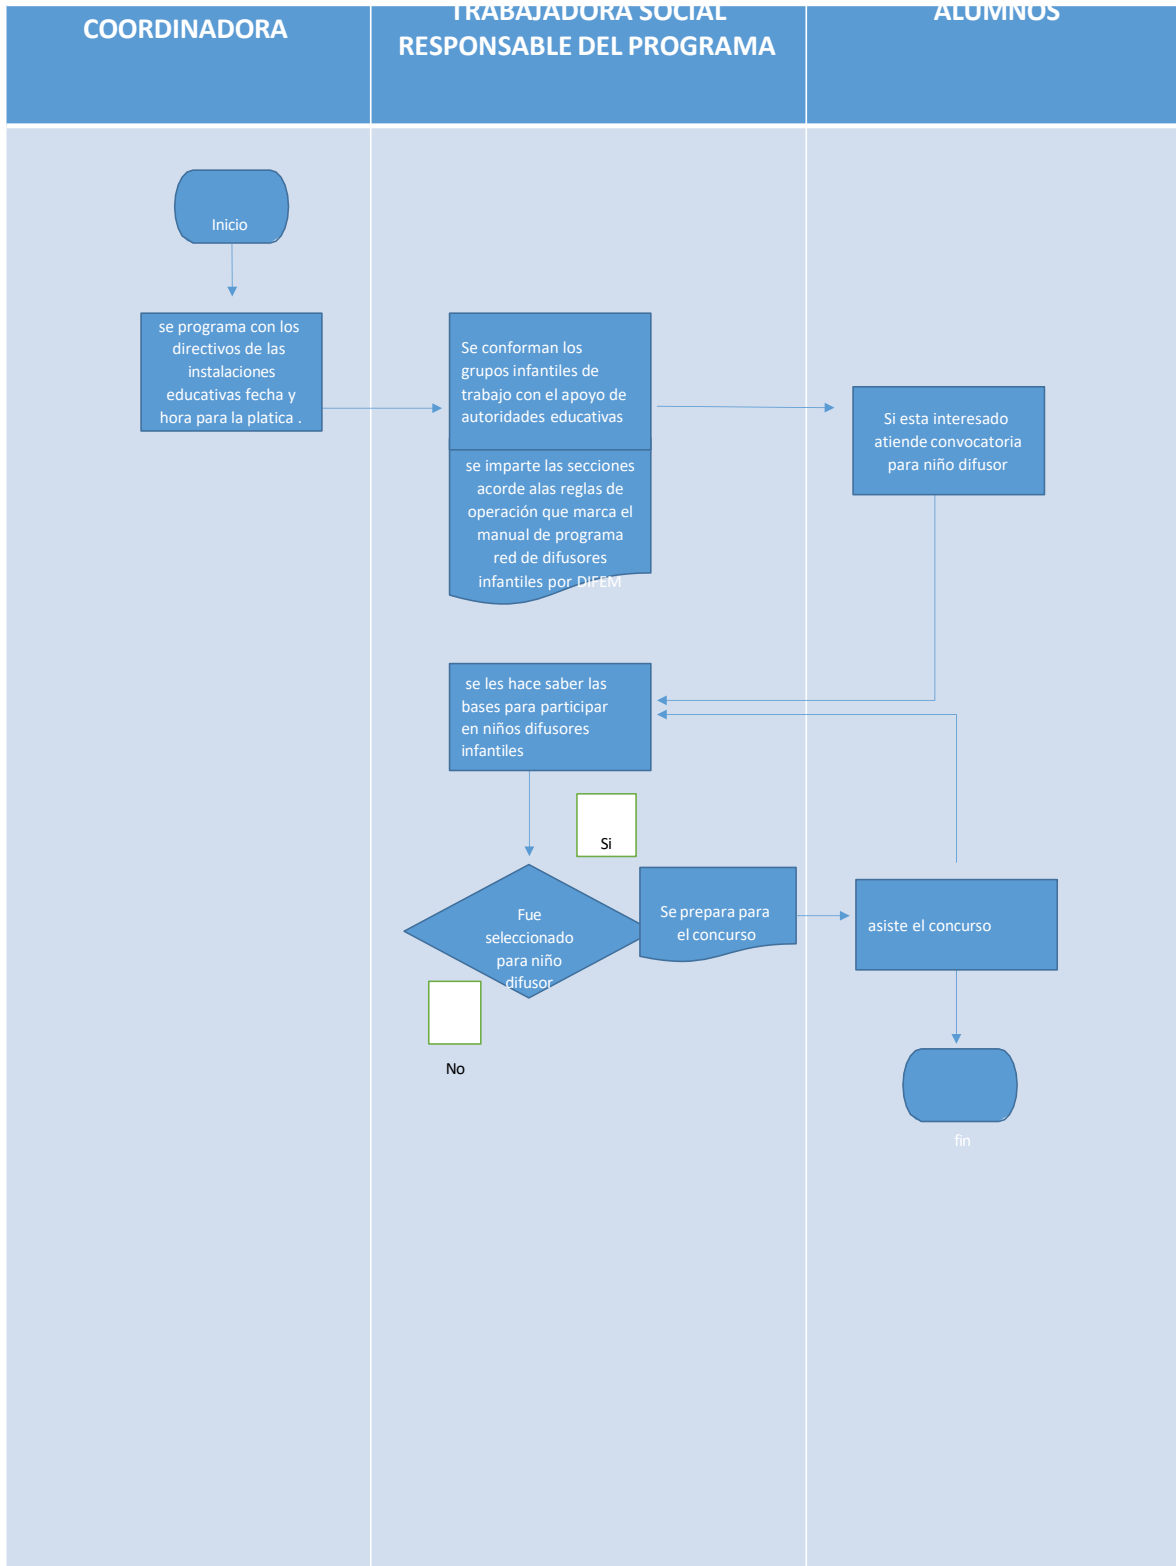 COORDINADORA
TRABAJADORA SOCIAL
RESPONSABLE DEL PROGRAMA
ALUMNOS
Inicio
se programa con los
directivos de las
instalaciones
educativas fecha y
hora para la platica .
Se conforman los
grupos infantiles de
trabajo con el apoyo de
autoridades educativas
se imparte las secciones
acorde alas reglas de
operación que marca el
manual de programa
red de difusores
infantiles por DIFEM
Si esta interesado
atiende convocatoria
para niño difusor
se les hace saber las
bases para participar
en niños difusores
infantiles
Si
Fue
seleccionado
para niño
difusor
Se prepara para
el concurso
asiste el concurso
No
fin